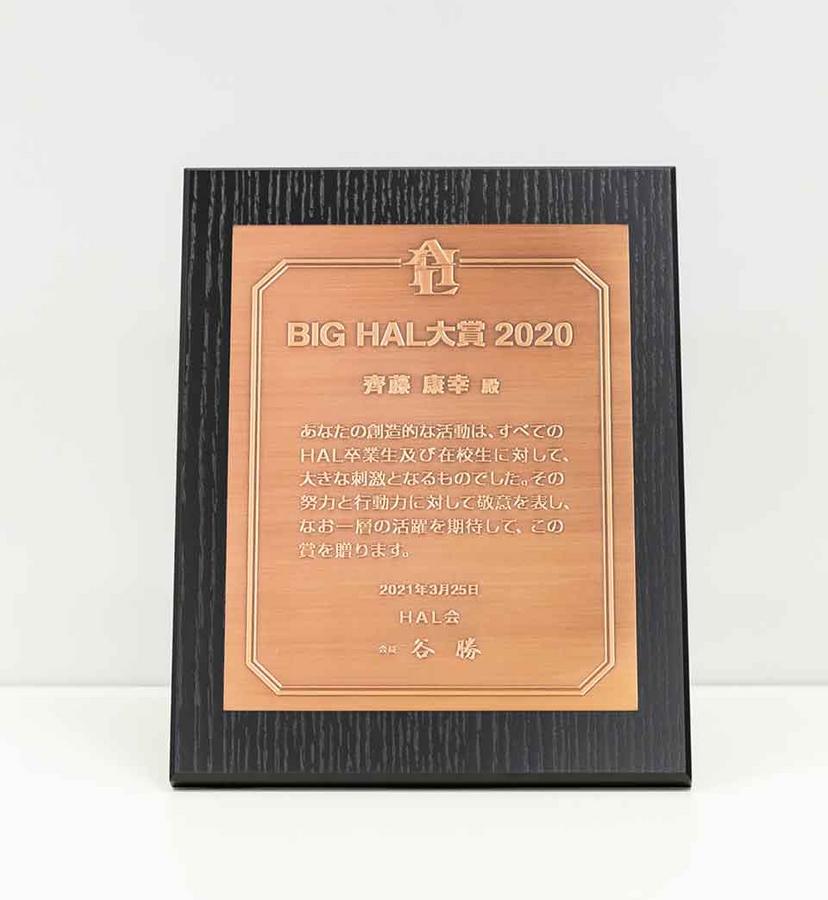 HAL
BIG HAL大賞 2020
齊藤 康幸 殿
あなたの創造的な活動は、すべての
HAL卒業生及び在校生に対して、
大きな刺激となるものでした。その
努力と行動力に対して敬意を表し、
なお一層の活躍を期待して、この
賞を贈ります。
2021年3月25日
HAL会
会長 谷 勝